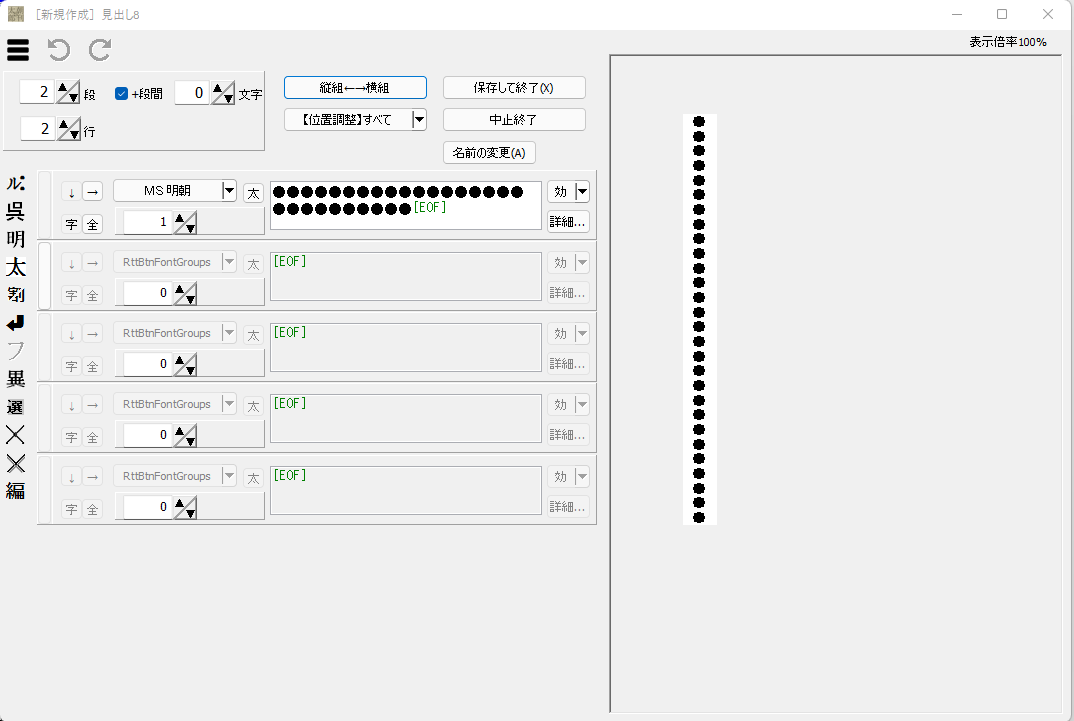 [新規作成] 見出し8
表示倍率100%
2 段 +段間 0 文字
2 行
縦組←→横組
保存して終了(X)
【位置調整】すべて
中止終了
名前の変更(A)
呉
明
太
割
フ
異
選
編
↓ → MS 明朝 太
●●●●●●●●●●●●●●●●●●
●●●●●●●●●●[EOF]
効
字 全 1
詳細...
↓ → RttBtnFontGroups 太 [EOF] 効
字 全 0 詳細...
↓ → RttBtnFontGroups 太 [EOF] 効
字 全 0 詳細...
↓ → RttBtnFontGroups 太 [EOF] 効
字 全 0 詳細...
↓ → RttBtnFontGroups 太 [EOF] 効
字 全 0 詳細...
●●●●●●●●●●●●●●●●●●●●●●●●●●●●